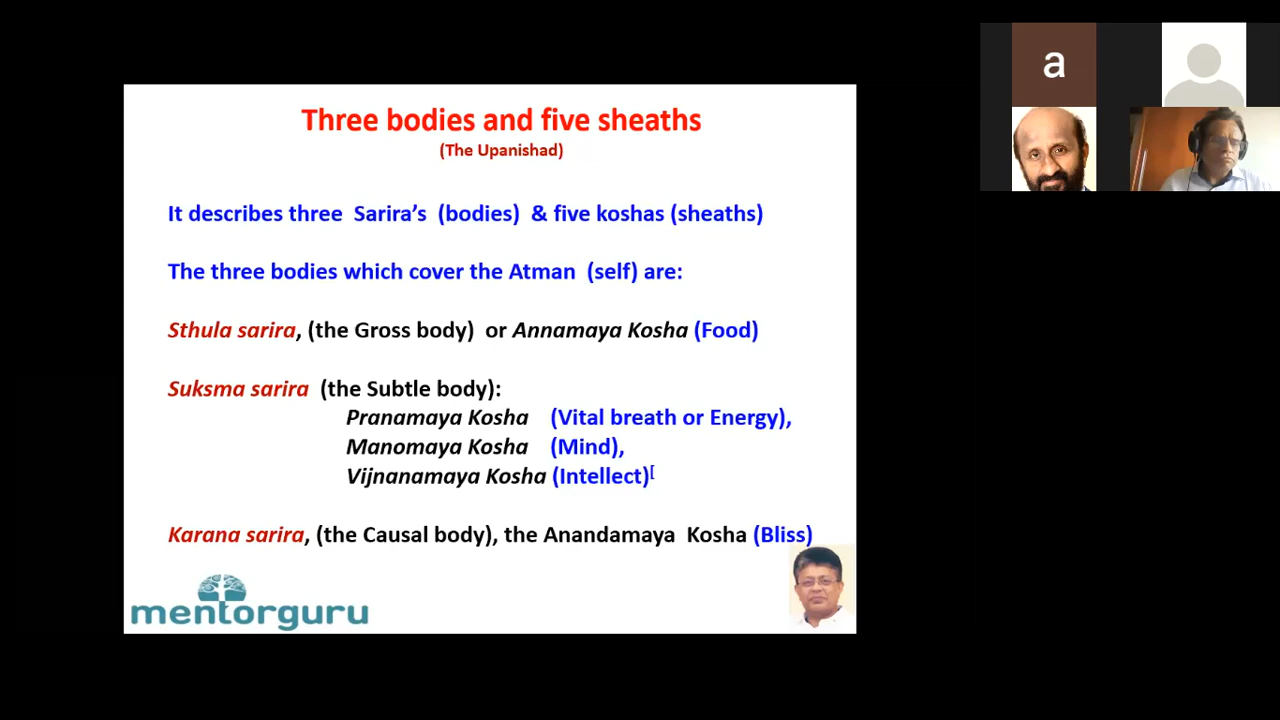 Three bodies and five sheaths
(The Upanishad)
It describes three Sarira's (bodies) & five koshas (sheaths)
The three bodies which cover the Atman (self) are:
Sthula sarira, (the Gross body) or Annamaya Kosha (Food)
Suksma sarira (the Subtle body):
Pranamaya Kosha (Vital breath or Energy),
Manomaya Kosha (Mind),
Vijnanamaya Kosha (Intellect)[
Karana sarira, (the Causal body), the Anandamaya Kosha (Bliss)
mentorguru
a